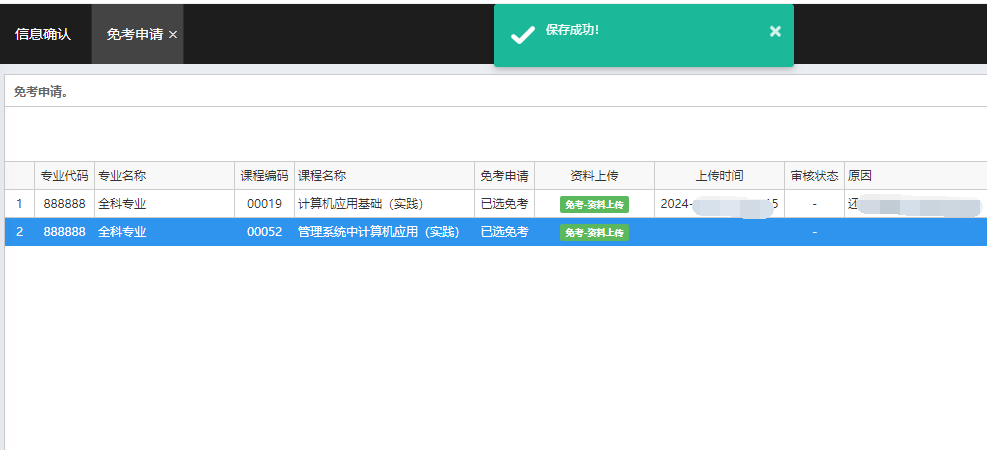 信息确认 免考申请 ×
保存成功!
免考申请。
专业代码 专业名称 课程编码 课程名称 免考申请 资料上传 上传时间 审核状态 原因
1 888888 全科专业 00019 计算机应用基础（实践） 已选免考 免考-资料上传 2024- 5 - 还
2 888888 全科专业 00052 管理系统中计算机应用（实践） 已选免考 免考-资料上传 -